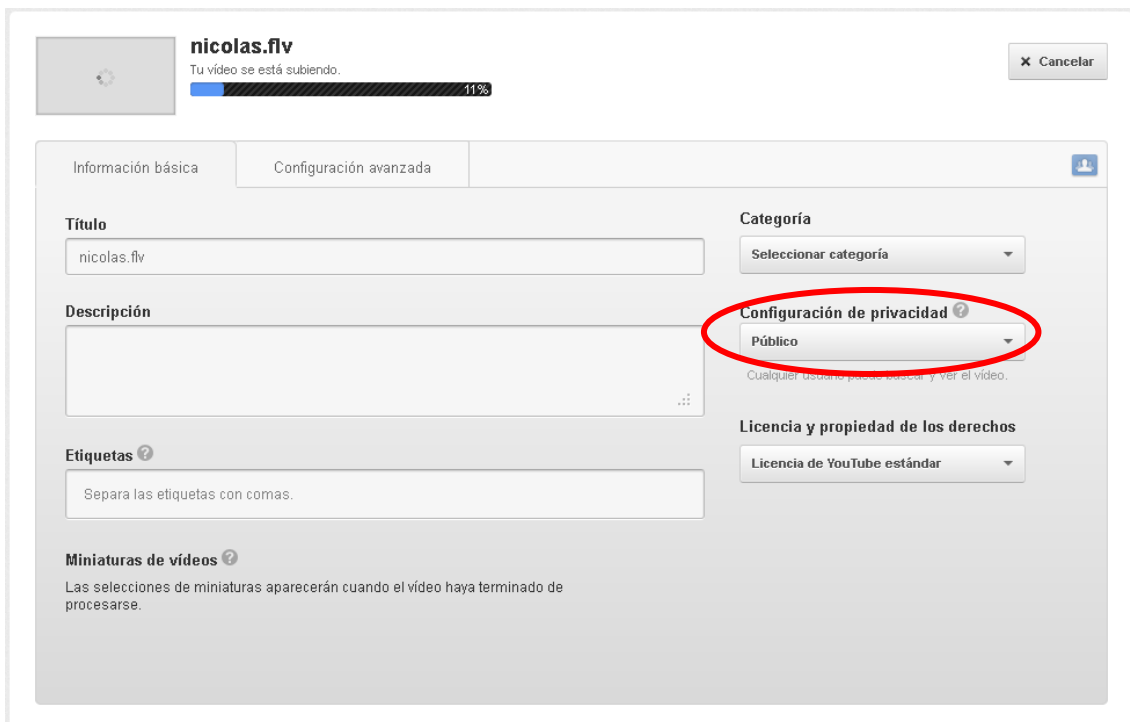 nicolas.flv
Tu vídeo se está subiendo.
11%
× Cancelar
Información básica
Configuración avanzada
Título
nicolas.flv
Descripción
Etiquetas ?
Separa las etiquetas con comas.
Miniaturas de vídeos ?
Las selecciones de miniaturas aparecerán cuando el vídeo haya terminado de
procesarse.
Categoría
Seleccionar categoría
Configuración de privacidad ?
Público
Cualquier usuario puede buscar y ver el vídeo.
Licencia y propiedad de los derechos
Licencia de YouTube estándar